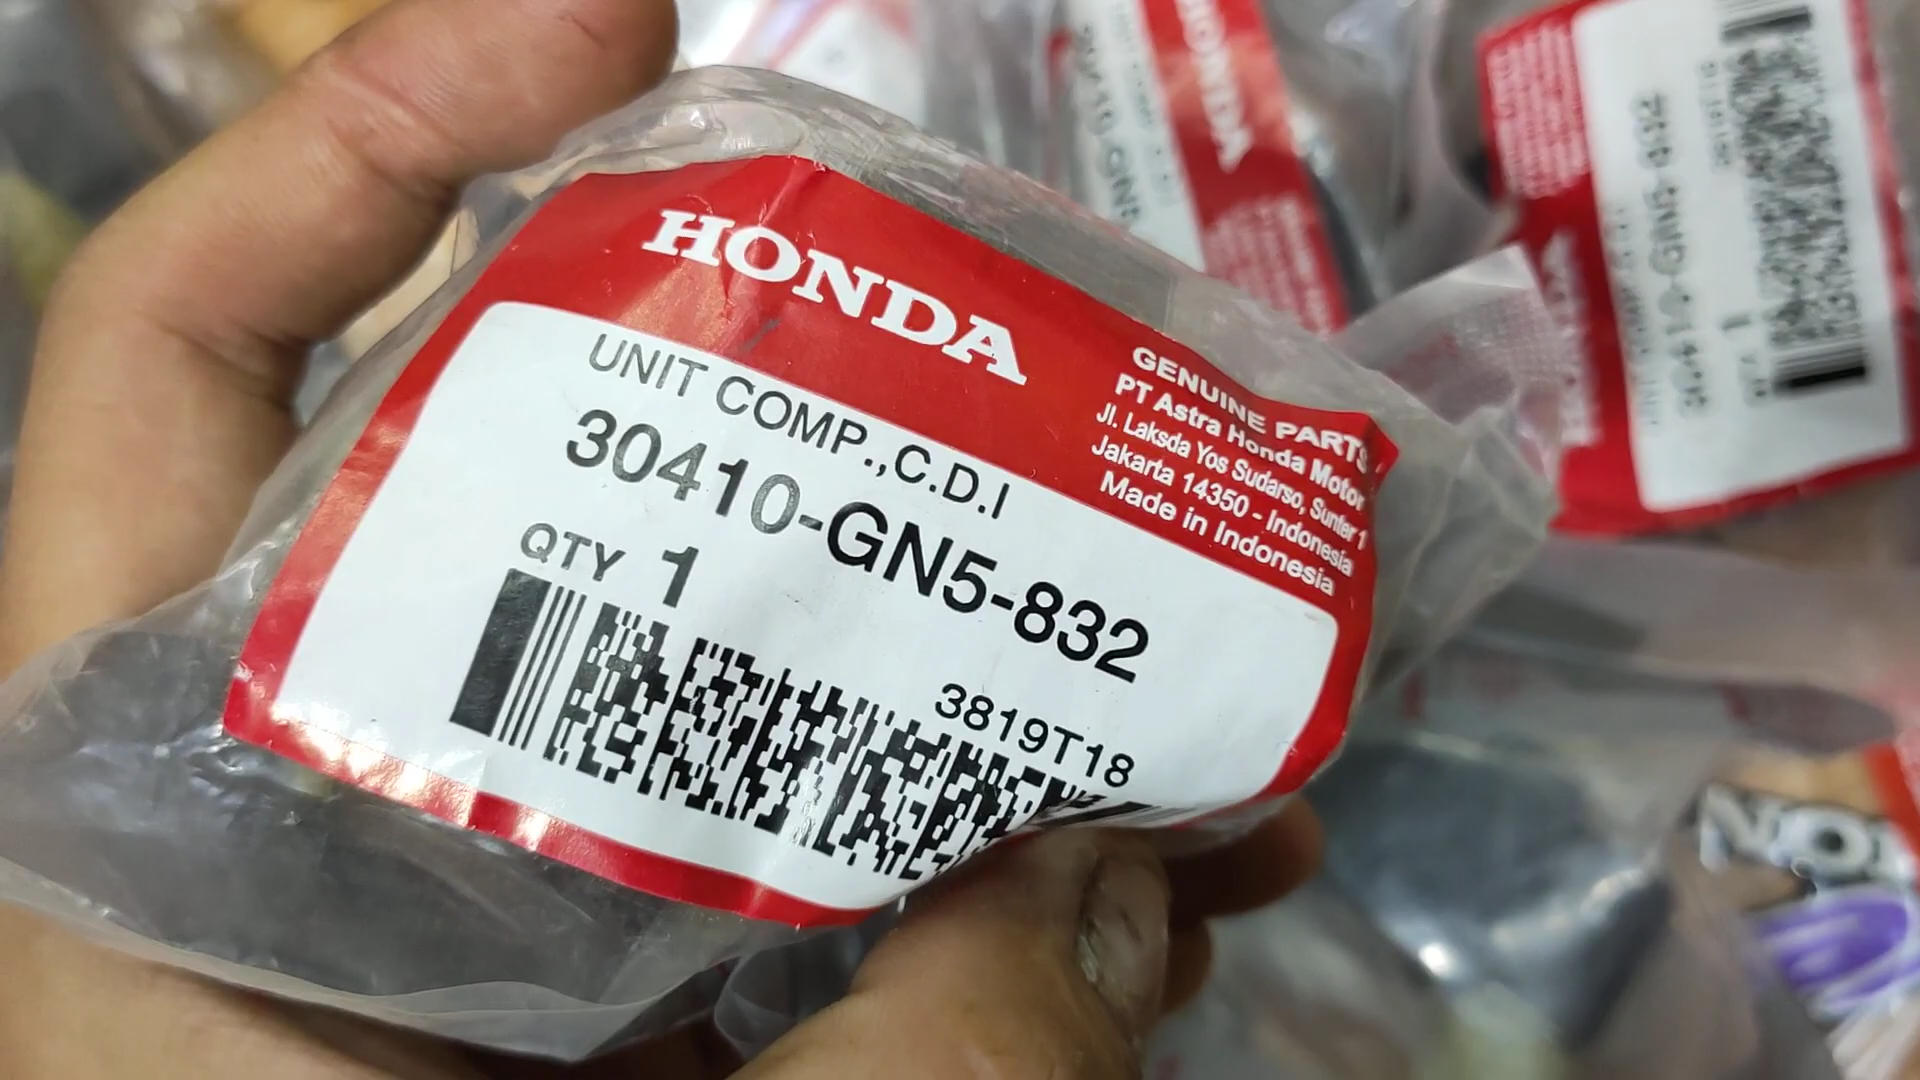 HONDA
GENUINE PARTS
PT Astra Honda Motor
Jl. Laksda Yos Sudarso, Sunter 1
Jakarta 14350 - Indonesia
Made in Indonesia
UNIT COMP.,C.D.I
30410-GN5-832
QTY 1
3819T18
HONDA